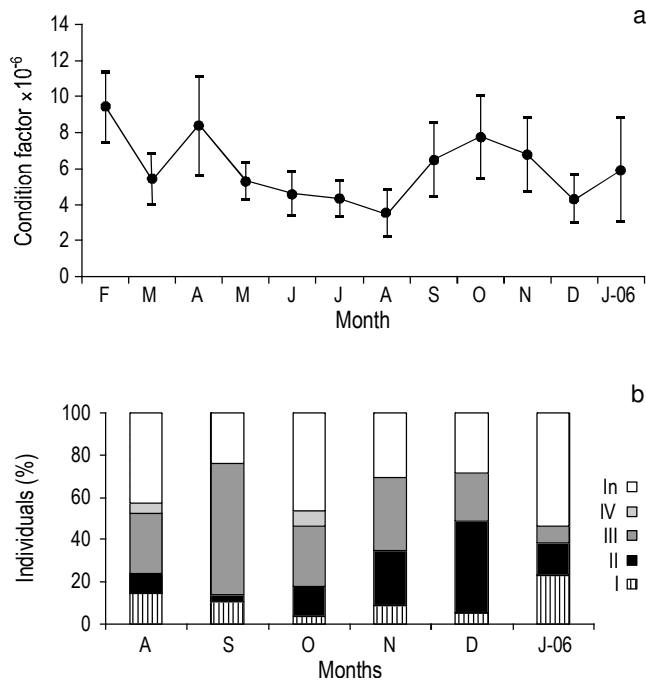 a
Condition factor ×10⁻⁶
14
12
10
8
6
4
2
0
F M A M J J A S O N D J-06
Month
b
Individuals (%)
100
80
60
40
20
0
In
IV
III
II
I
A S O N D J-06
Months